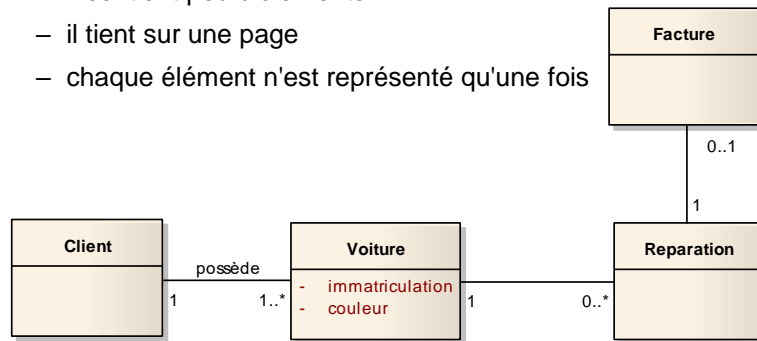 – il tient sur une page
– chaque élément n'est représenté qu'une fois
Facture
0..1
1
Client
possède
1
1..*
Voiture
- immatriculation
- couleur
1
0..*
Reparation